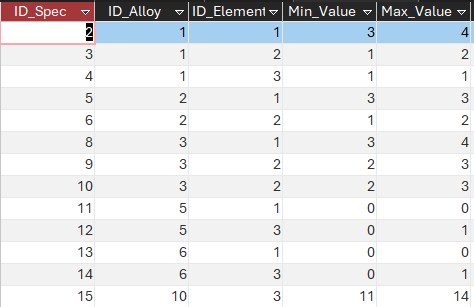 ID_Spec ID_Alloy ID_Element Min_Value Max_Value
2 1 1 3 4
3 1 2 1 2
4 1 3 1 1
5 2 1 3 3
6 2 2 1 2
8 3 1 3 4
9 3 2 2 3
10 3 2 2 3
11 5 1 0 0
12 5 3 0 1
13 6 1 0 0
14 6 3 0 1
15 10 3 11 14